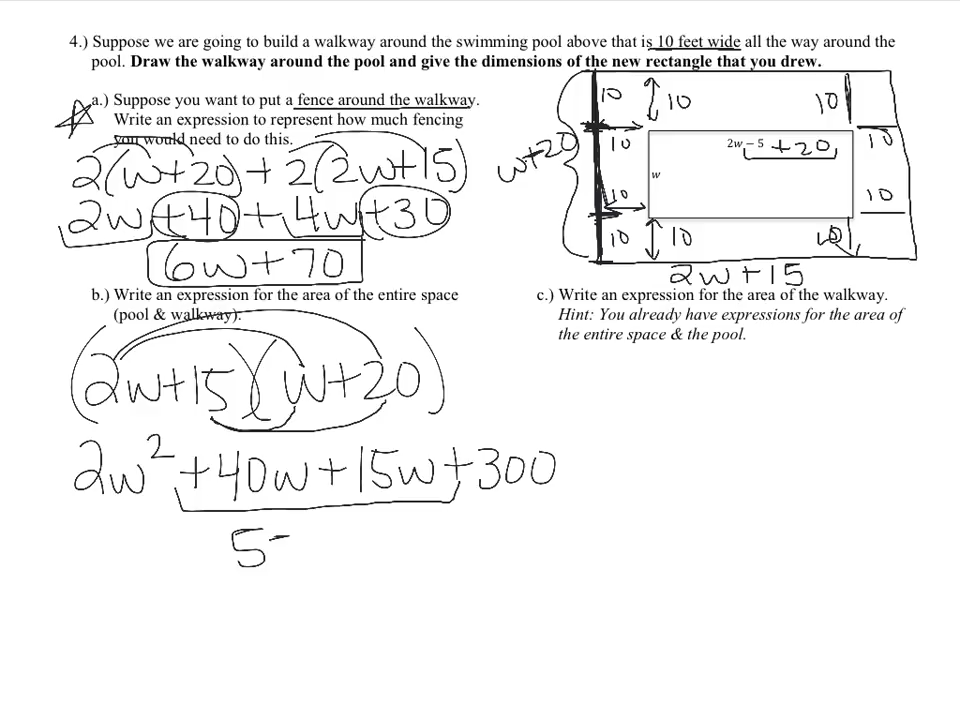 4.) Suppose we are going to build a walkway around the swimming pool above that is 10 feet wide all the way around the
pool. Draw the walkway around the pool and give the dimensions of the new rectangle that you drew.
a.) Suppose you want to put a fence around the walkway.
Write an expression to represent how much fencing
you would need to do this.
2(w+20)+2(2w+15)
2w+40+4w+30
6w+70
w+20
10
10
10
10
2w – 5 +20
10
w
10
10
10
10
10
2w+15
b.) Write an expression for the area of the entire space
(pool & walkway).
(2w+15)(w+20)
2w²+40w+15w+300
5
c.) Write an expression for the area of the walkway.
Hint: You already have expressions for the area of
the entire space & the pool.